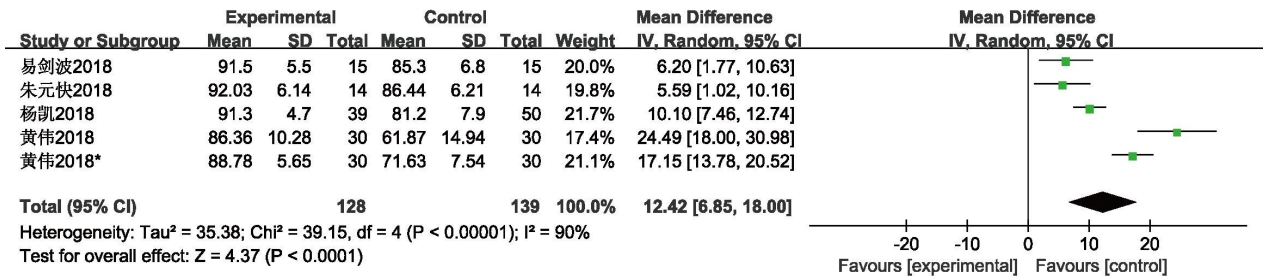 Experimental Control Mean Difference Mean Difference
Study or Subgroup Mean SD Total Mean SD Total Weight IV, Random, 95% CI IV, Random, 95% CI
易剑波2018 91.5 5.5 15 85.3 6.8 15 20.0% 6.20 [1.77, 10.63]
朱元快2018 92.03 6.14 14 86.44 6.21 14 19.8% 5.59 [1.02, 10.16]
杨凯2018 91.3 4.7 39 81.2 7.9 50 21.7% 10.10 [7.46, 12.74]
黄伟2018 86.36 10.28 30 61.87 14.94 30 17.4% 24.49 [18.00, 30.98]
黄伟2018* 88.78 5.65 30 71.63 7.54 30 21.1% 17.15 [13.78, 20.52]
Total (95% CI) 128 139 100.0% 12.42 [6.85, 18.00]
Heterogeneity: Tau² = 35.38; Chi² = 39.15, df = 4 (P < 0.00001); I² = 90%
Test for overall effect: Z = 4.37 (P < 0.0001)
-20 -10 0 10 20
Favours [experimental] Favours [control]